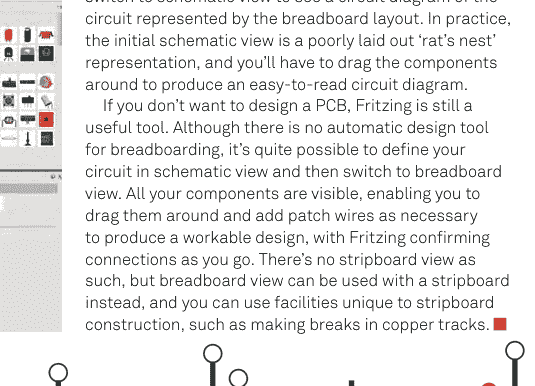 switch to schematic view to see a circuit diagram of the
circuit represented by the breadboard layout. In practice,
the initial schematic view is a poorly laid out ‘rat’s nest’
representation, and you’ll have to drag the components
around to produce an easy-to-read circuit diagram.
If you don’t want to design a PCB, Fritzing is still a
useful tool. Although there is no automatic design tool
for breadboarding, it’s quite possible to define your
circuit in schematic view and then switch to breadboard
view. All your components are visible, enabling you to
drag them around and add patch wires as necessary
to produce a workable design, with Fritzing confirming
connections as you go. There’s no stripboard view as
such, but breadboard view can be used with a stripboard
instead, and you can use facilities unique to stripboard
construction, such as making breaks in copper tracks.